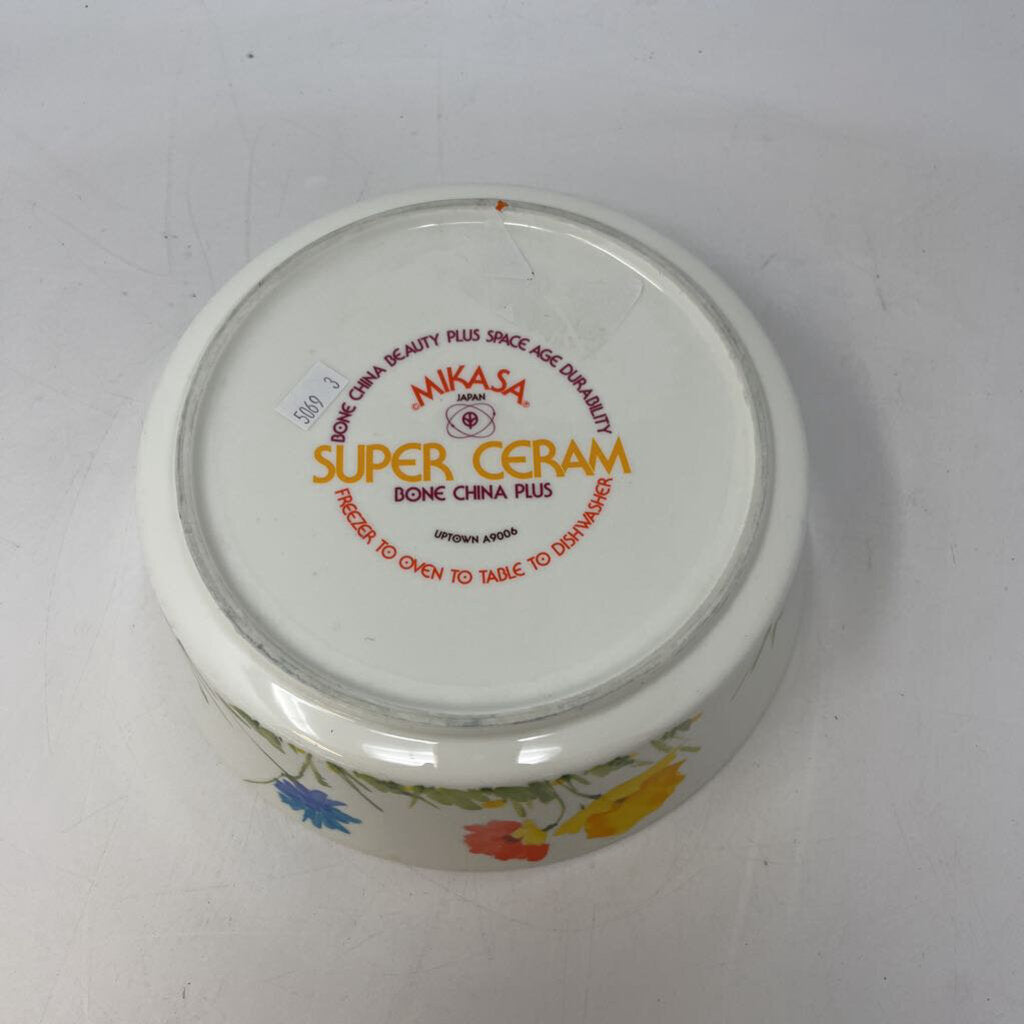 BONE CHINA BEAUTY PLUS SPACE AGE DURABILITY
©MIKASA®
JAPAN
SUPER CERAM
BONE CHINA PLUS
UPTOWN A9006
FREEZER TO OVEN TO TABLE TO DISHWASHER
5069 3